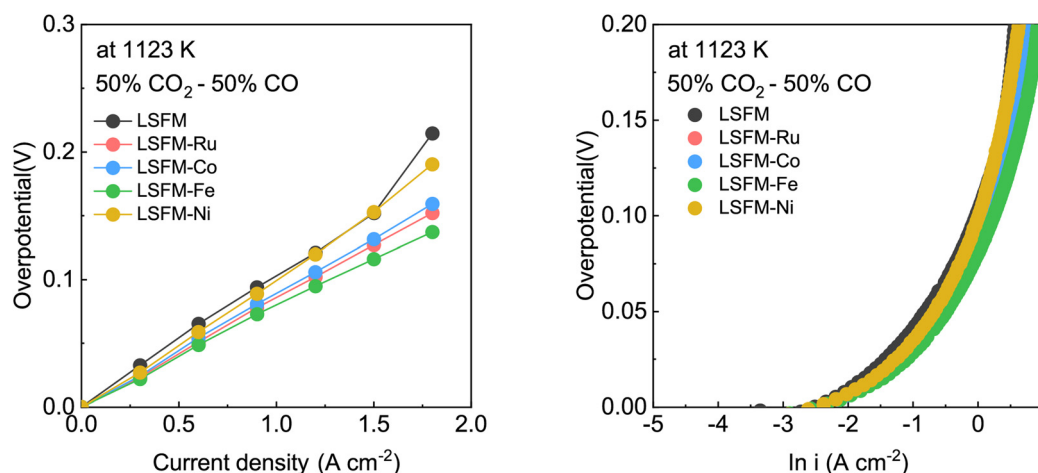 0.3
0.2
0.1
0.0
Overpotential(V)
at 1123 K
50% CO₂ - 50% CO
LSFM
LSFM-Ru
LSFM-Co
LSFM-Fe
LSFM-Ni
0.0 0.5 1.0 1.5 2.0
Current density (A cm⁻²)
0.20
0.15
0.10
0.05
0.00
Overpotential(V)
at 1123 K
50% CO₂ - 50% CO
LSFM
LSFM-Ru
LSFM-Co
LSFM-Fe
LSFM-Ni
-5 -4 -3 -2 -1 0
ln i (A cm⁻²)